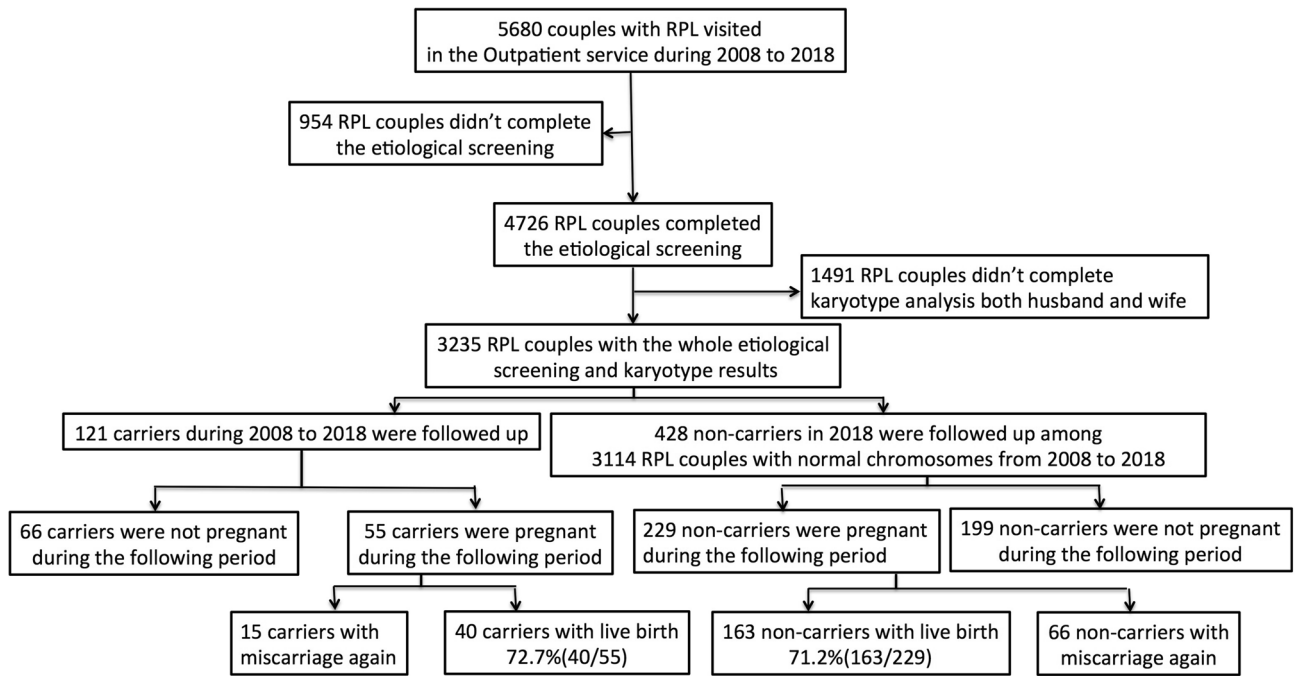 5680 couples with RPL visited
in the Outpatient service during 2008 to 2018
954 RPL couples didn’t complete
the etiological screening
4726 RPL couples completed
the etiological screening
1491 RPL couples didn’t complete
karyotype analysis both husband and wife
3235 RPL couples with the whole etiological
screening and karyotype results
121 carriers during 2008 to 2018 were followed up
428 non-carriers in 2018 were followed up among
3114 RPL couples with normal chromosomes from 2008 to 2018
66 carriers were not pregnant
during the following period
55 carriers were pregnant
during the following period
229 non-carriers were pregnant
during the following period
199 non-carriers were not pregnant
during the following period
15 carriers with
miscarriage again
40 carriers with live birth
72.7%(40/55)
163 non-carriers with live birth
71.2%(163/229)
66 non-carriers with
miscarriage again